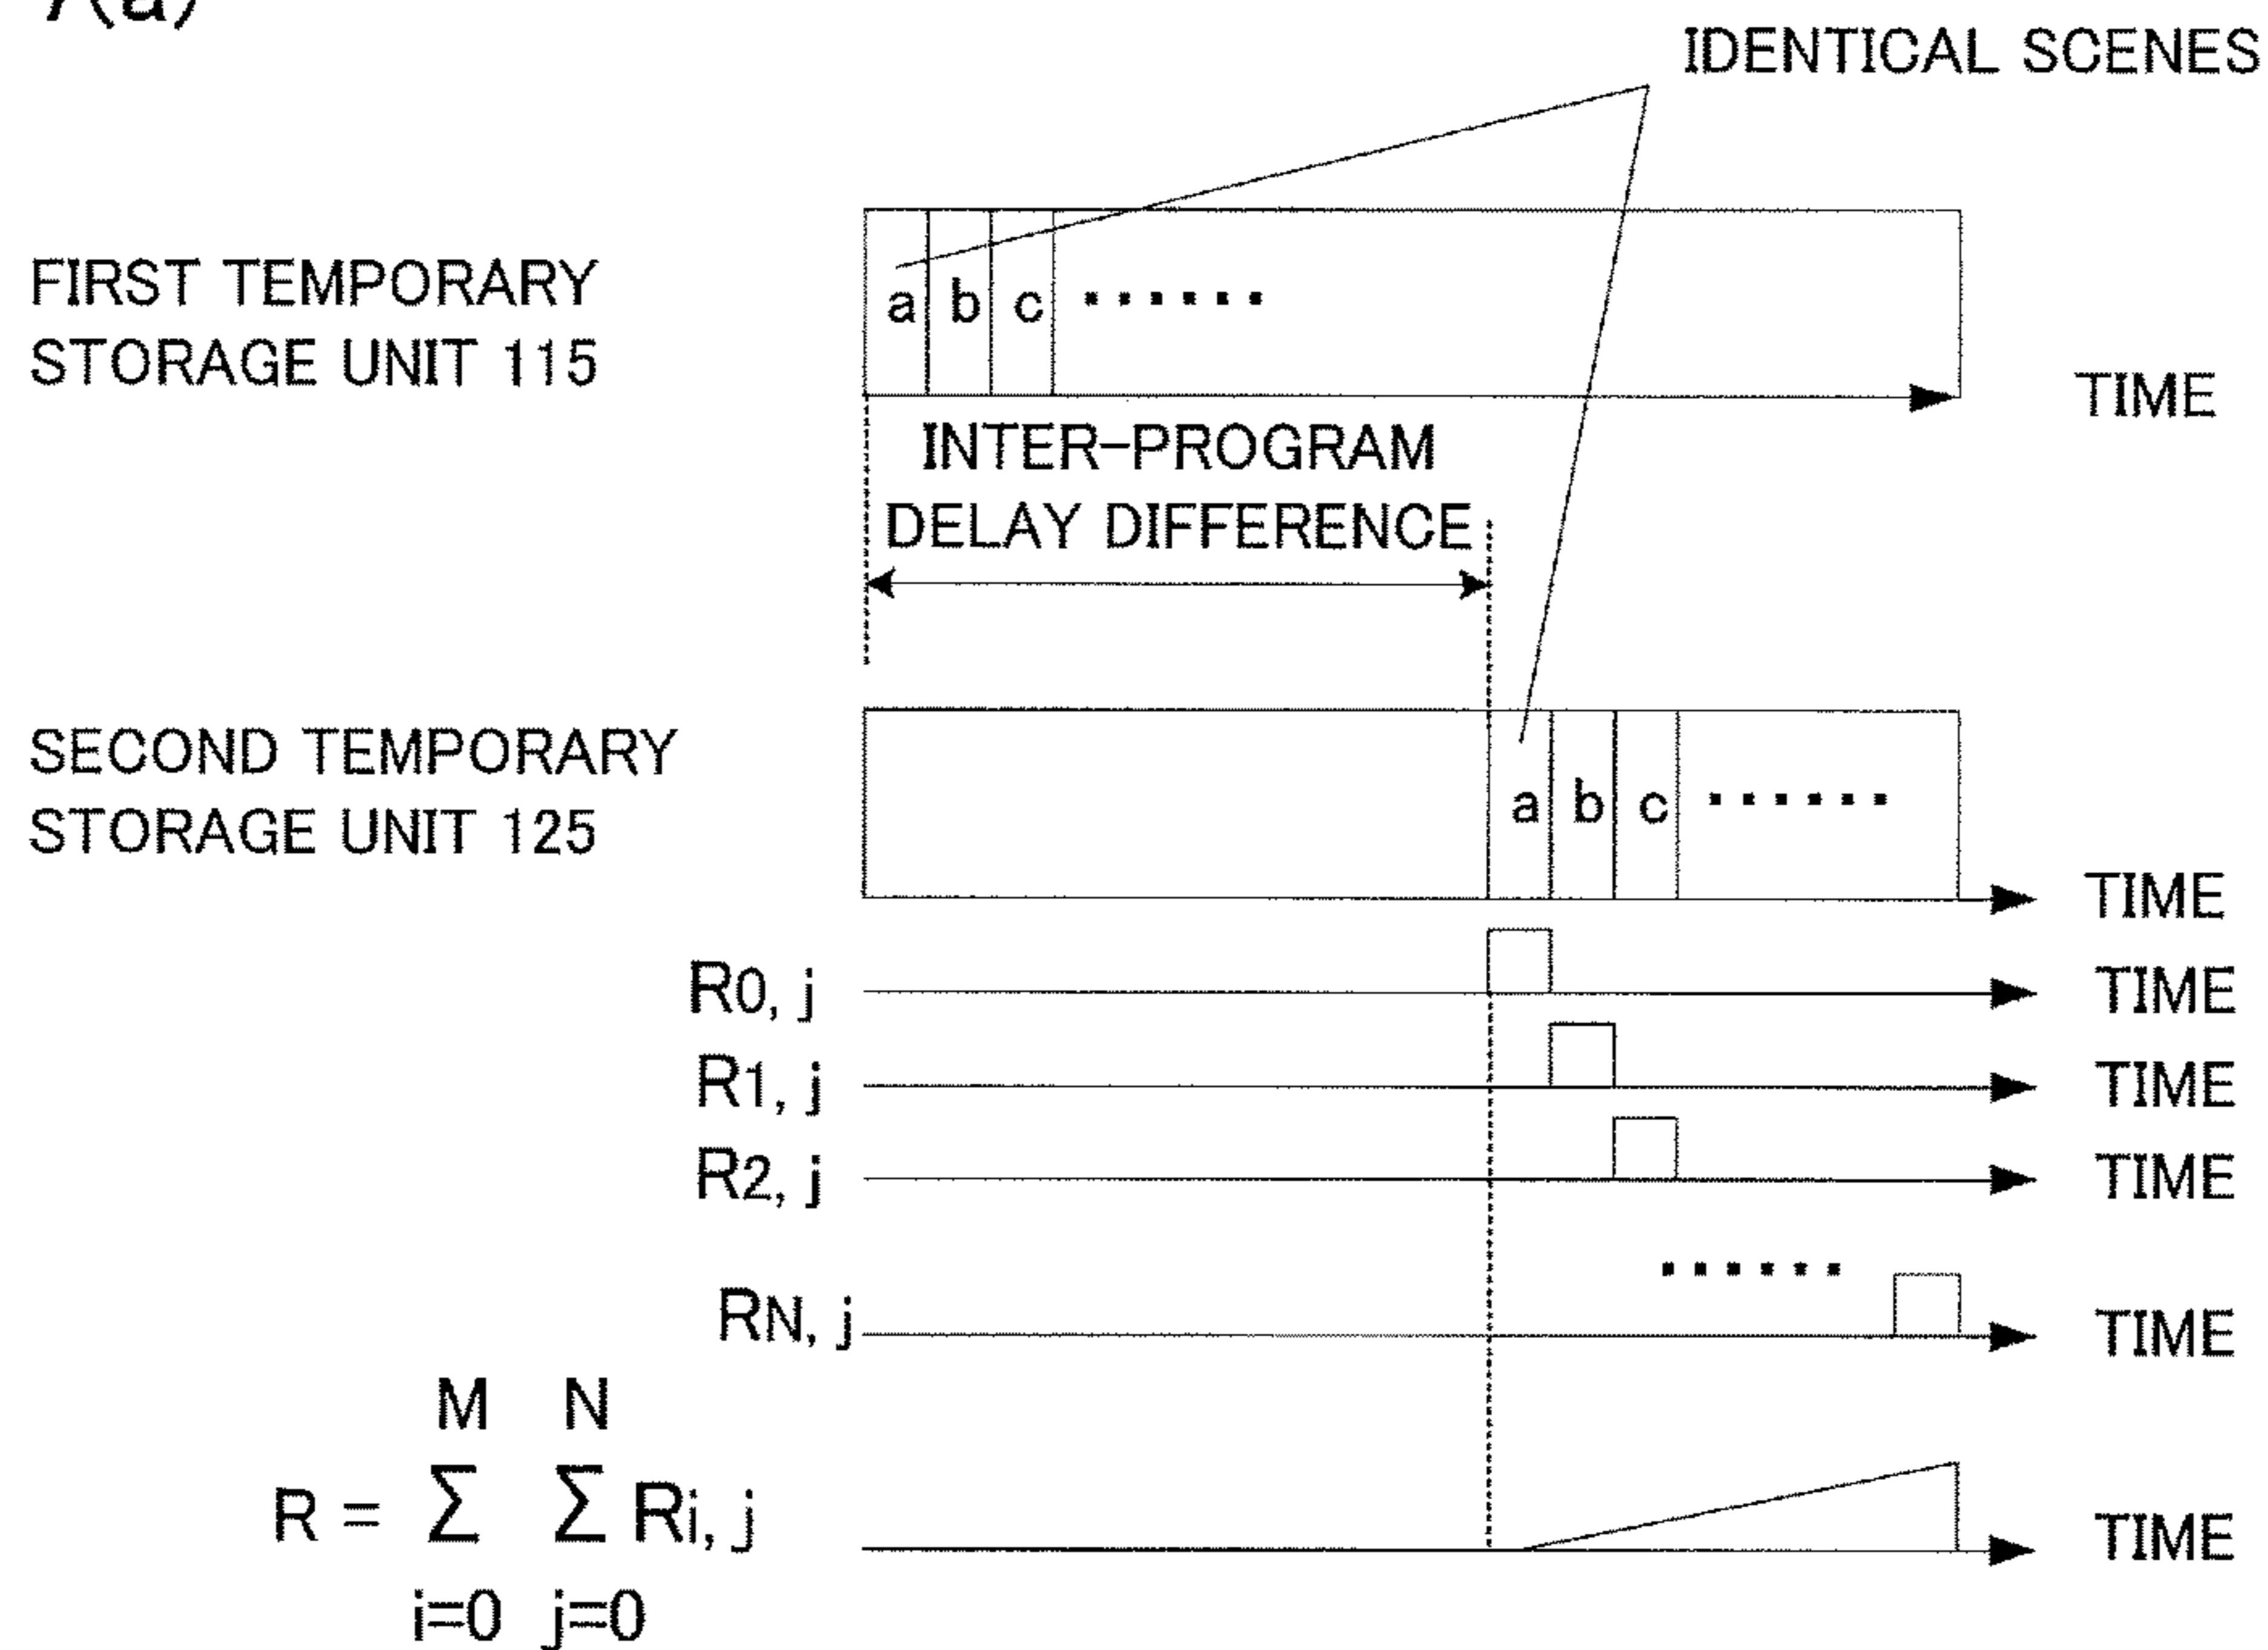 (a)
IDENTICAL SCENES
FIRST TEMPORARY
STORAGE UNIT 115
a b c ······
TIME
INTER-PROGRAM
DELAY DIFFERENCE
SECOND TEMPORARY
STORAGE UNIT 125
a b c ······
TIME
R0, j TIME
R1, j TIME
R2, j TIME
······
RN, j TIME
M N
R = Σ Σ Ri, j TIME
i=0 j=0